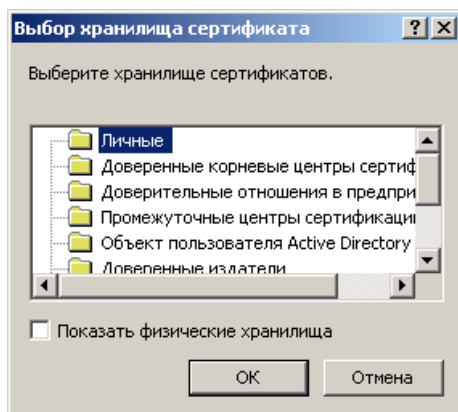 Выбор хранилища сертификата
Выберите хранилище сертификатов.
Личные
Доверенные корневые центры сертиф
Доверительные отношения в предпри
Промежуточные центры сертификаци
Объект пользователя Active Directory
Доверенные издатели
Показать физические хранилища
ОК
Отмена